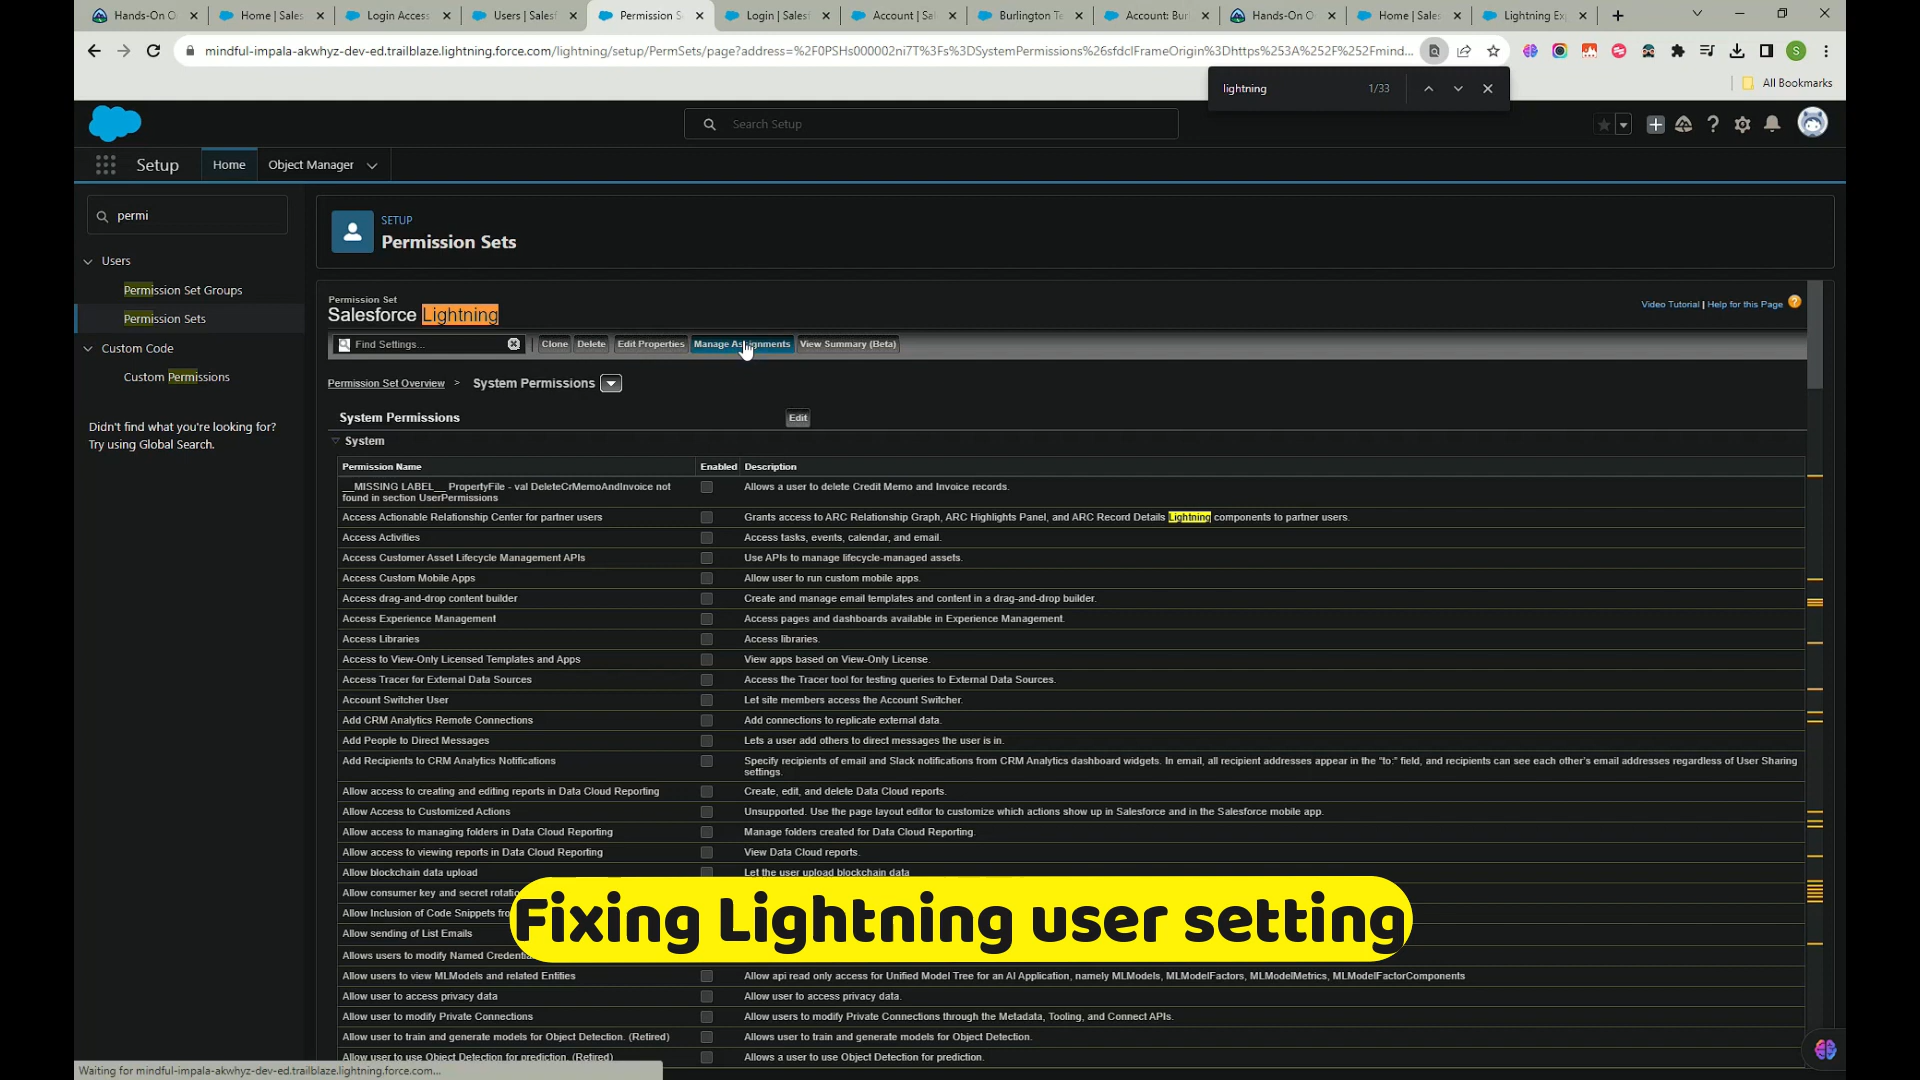 Hands-On O
Home | Sales
Login Access
Users | Salesf
Permission S
Login | Salesf
Account | Sal
Burlington Te
Account: Bur
Hands-On O
Home | Sales
Lightning Ex
mindful-impala-akwhyz-dev-ed.trailblaze.lightning.force.com/lightning/setup/PermSets/page?address=%2F0PSHs000002ni7T%3Fs%3DSystemPermissions%26sfdcIFrameOrigin%3Dhttps%253A%252F%252Fmind...
S
lightning 1/33
All Bookmarks
Search Setup
Setup Home Object Manager
permi
Users
Permission Set Groups
Permission Sets
Custom Code
Custom Permissions
Didn't find what you're looking for?
Try using Global Search.
SETUP
Permission Sets
Permission Set
Salesforce Lightning
Video Tutorial | Help for this Page
Find Settings... Clone Delete Edit Properties Manage Assignments View Summary (Beta)
Permission Set Overview > System Permissions
System Permissions Edit
System
Permission Name Enabled Description
__MISSING LABEL__ PropertyFile - val DeleteCrMemoAndInvoice not
found in section UserPermissions
Allows a user to delete Credit Memo and Invoice records.
Access Actionable Relationship Center for partner users Grants access to ARC Relationship Graph, ARC Highlights Panel, and ARC Record Details Lightning components to partner users.
Access Activities Access tasks, events, calendar, and email.
Access Customer Asset Lifecycle Management APIs Use APIs to manage lifecycle-managed assets.
Access Custom Mobile Apps Allow user to run custom mobile apps.
Access drag-and-drop content builder Create and manage email templates and content in a drag-and-drop builder.
Access Experience Management Access pages and dashboards available in Experience Management.
Access Libraries Access libraries.
Access to View-Only Licensed Templates and Apps View apps based on View-Only License.
Access Tracer for External Data Sources Access the Tracer tool for testing queries to External Data Sources.
Account Switcher User Let site members access the Account Switcher.
Add CRM Analytics Remote Connections Add connections to replicate external data.
Add People to Direct Messages Lets a user add others to direct messages the user is in.
Add Recipients to CRM Analytics Notifications Specify recipients of email and Slack notifications from CRM Analytics dashboard widgets. In email, all recipient addresses appear in the "to:" field, and recipients can see each other's email addresses regardless of User Sharing
settings.
Allow access to creating and editing reports in Data Cloud Reporting Create, edit, and delete Data Cloud reports.
Allow Access to Customized Actions Unsupported. Use the page layout editor to customize which actions show up in Salesforce and in the Salesforce mobile app.
Allow access to managing folders in Data Cloud Reporting Manage folders created for Data Cloud Reporting.
Allow access to viewing reports in Data Cloud Reporting View Data Cloud reports.
Allow blockchain data upload Let the user upload blockchain data
Allow consumer key and secret rotatio
Allow Inclusion of Code Snippets fro
Allow sending of List Emails
Allows users to modify Named Credentia
Fixing Lightning user setting
Allow users to view MLModels and related Entities Allow api read only access for Unified Model Tree for an AI Application, namely MLModels, MLModelFactors, MLModelMetrics, MLModelFactorComponents
Allow user to access privacy data Allow user to access privacy data.
Allow user to modify Private Connections Allow users to modify Private Connections through the Metadata, Tooling, and Connect APIs.
Allow user to train and generate models for Object Detection. (Retired) Allows user to train and generate models for Object Detection.
Allow user to use Object Detection for prediction. (Retired) Allows a user to use Object Detection for prediction.
Waiting for mindful-impala-akwhyz-dev-ed.trailblaze.lightning.force.com...